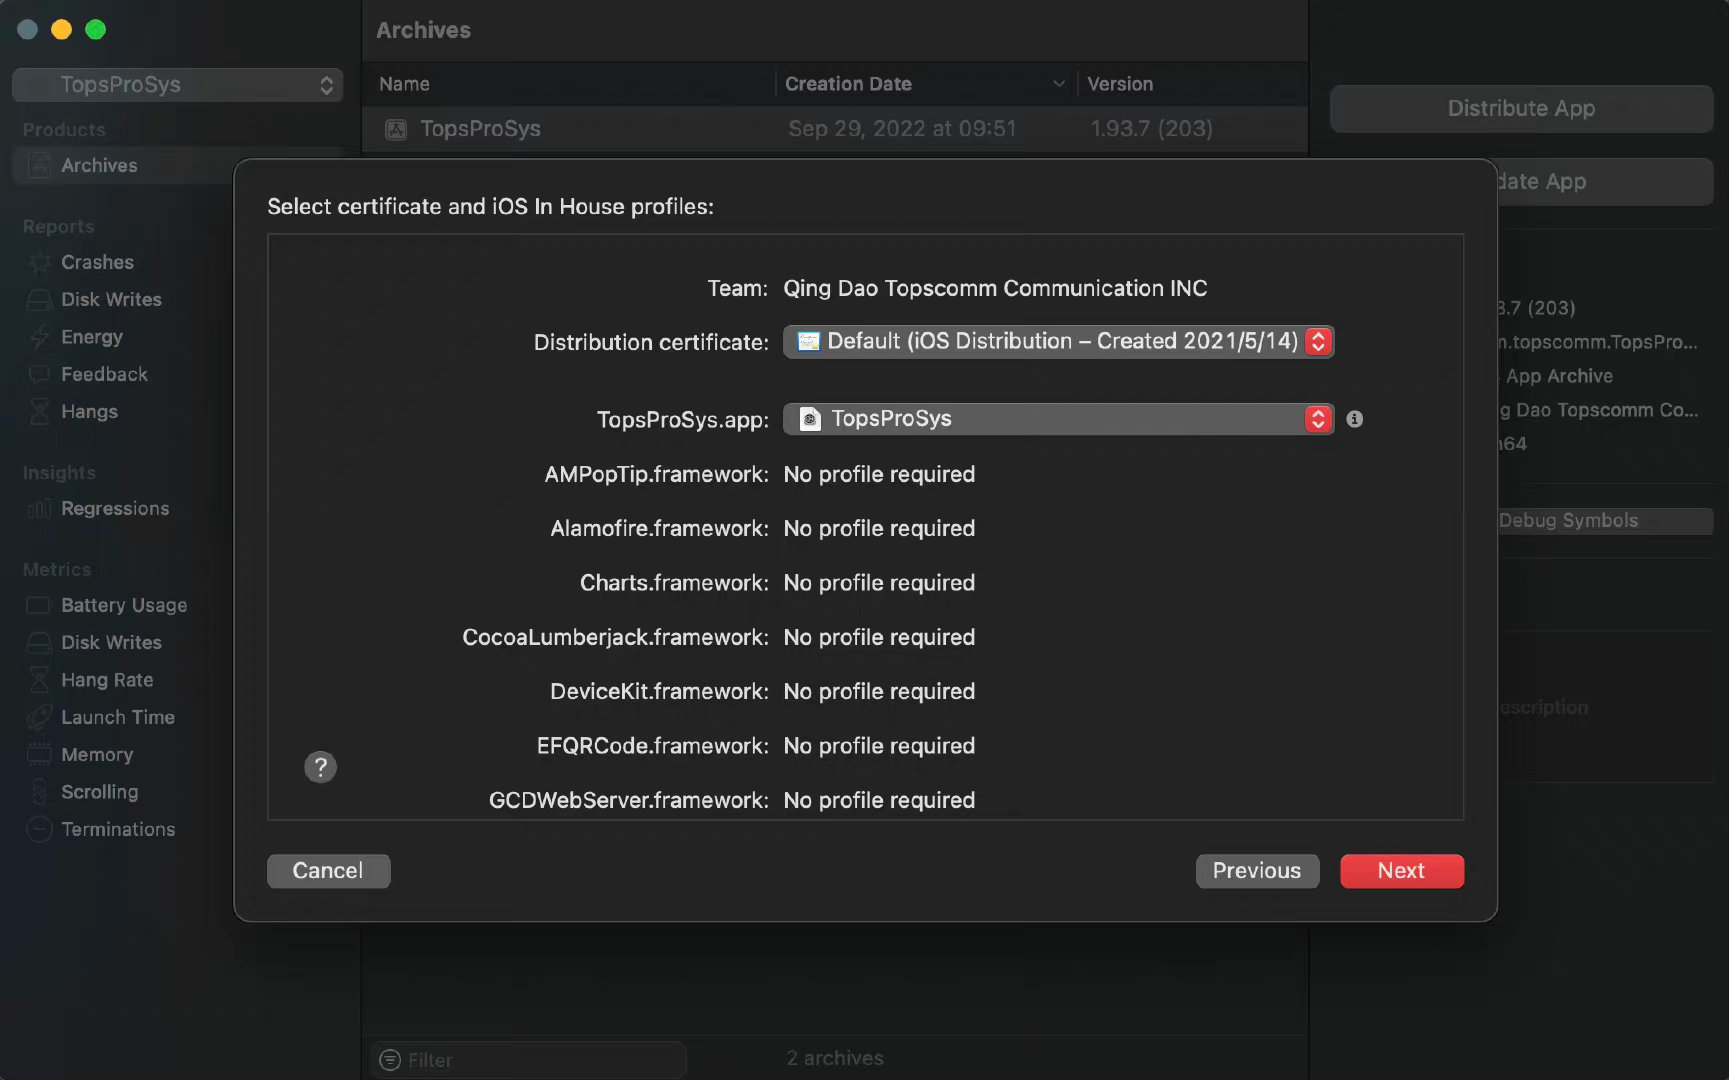 Archives
TopsProSys
Name
Creation Date
Version
Distribute App
TopsProSys
Sep 29, 2022 at 09:51
1.93.7 (203)
Products
Archives
date App
Select certificate and iOS In House profiles:
Reports
Crashes
Disk Writes
Energy
Feedback
Hangs
Insights
Regressions
Metrics
Battery Usage
Disk Writes
Hang Rate
Launch Time
Memory
Scrolling
Terminations
Team: Qing Dao Topscomm Communication INC
Distribution certificate: Default (iOS Distribution – Created 2021/5/14)
TopsProSys.app: TopsProSys
AMPopTip.framework: No profile required
Alamofire.framework: No profile required
Charts.framework: No profile required
CocoaLumberjack.framework: No profile required
DeviceKit.framework: No profile required
EFQRCode.framework: No profile required
GCDWebServer.framework: No profile required
?
Cancel
Previous
Next
3.7 (203)
n.topscomm.TopsPro...
App Archive
g Dao Topscomm Co...
n64
Debug Symbols
escription
Filter
2 archives